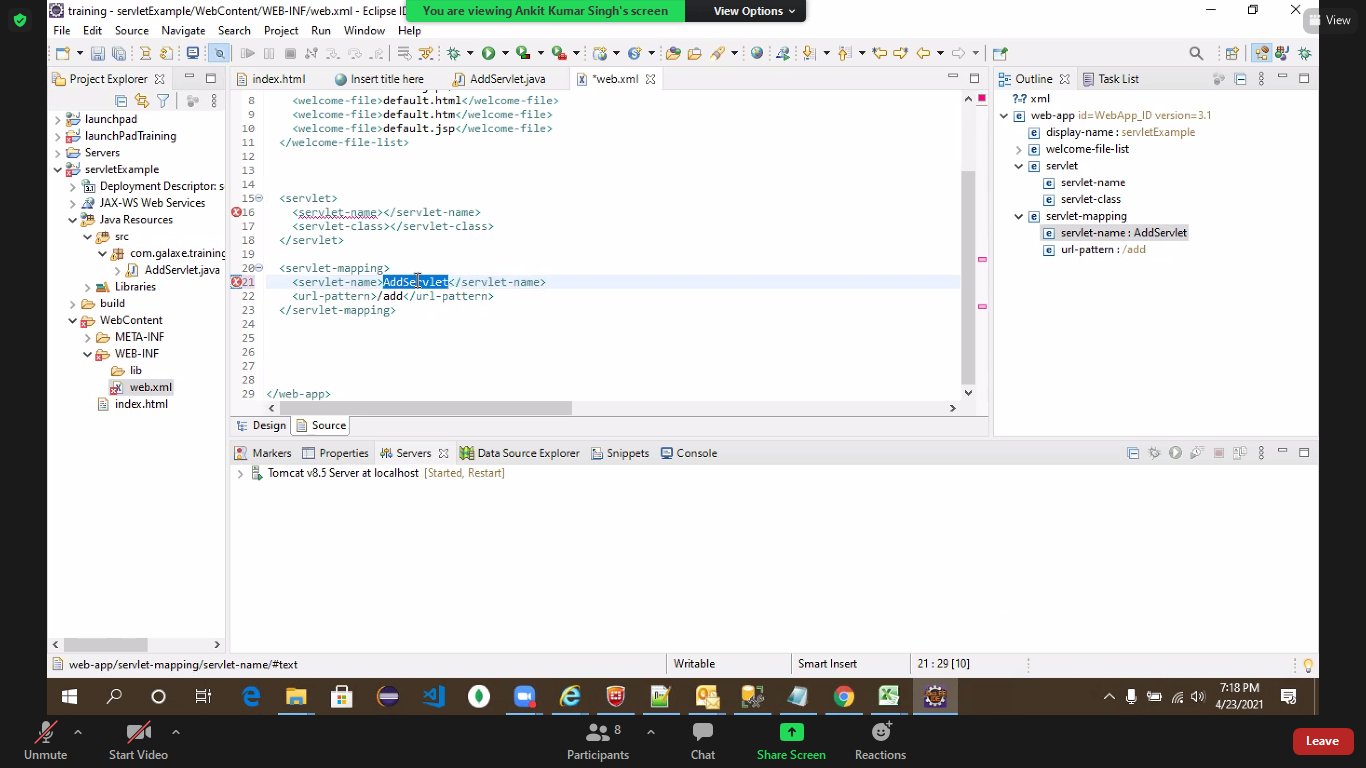 training - servletExample/WebContent/WEB-INF/web.xml - Eclipse ID
You are viewing Ankit Kumar Singh's screen
View Options
View
File Edit Source Navigate Search Project Run Window Help
Project Explorer
index.html
Insert title here
AddServlet.java
*web.xml
Outline
Task List
launchpad
launchPadTraining
Servers
servletExample
Deployment Descriptor: s
JAX-WS Web Services
Java Resources
src
com.galaxe.training
AddServlet.java
Libraries
build
WebContent
META-INF
WEB-INF
lib
web.xml
index.html
8 <welcome-file>default.html</welcome-file>
9 <welcome-file>default.htm</welcome-file>
10 <welcome-file>default.jsp</welcome-file>
11 </welcome-file-list>
12
13
14
15 <servlet>
16 <servlet-name></servlet-name>
17 <servlet-class></servlet-class>
18 </servlet>
19
20 <servlet-mapping>
21 <servlet-name>AddServlet</servlet-name>
22 <url-pattern>/add</url-pattern>
23 </servlet-mapping>
24
25
26
27
28
29 </web-app>
Design
Source
?-? xml
web-app id=WebApp_ID version=3.1
display-name : servletExample
welcome-file-list
servlet
servlet-name
servlet-class
servlet-mapping
servlet-name : AddServlet
url-pattern : /add
Markers
Properties
Servers
Data Source Explorer
Snippets
Console
Tomcat v8.5 Server at localhost [Started, Restart]
web-app/servlet-mapping/servlet-name/#text
Writable
Smart Insert
21 : 29 [10]
7:18 PM
4/23/2021
Unmute
Start Video
Participants
8
Chat
Share Screen
Reactions
Leave